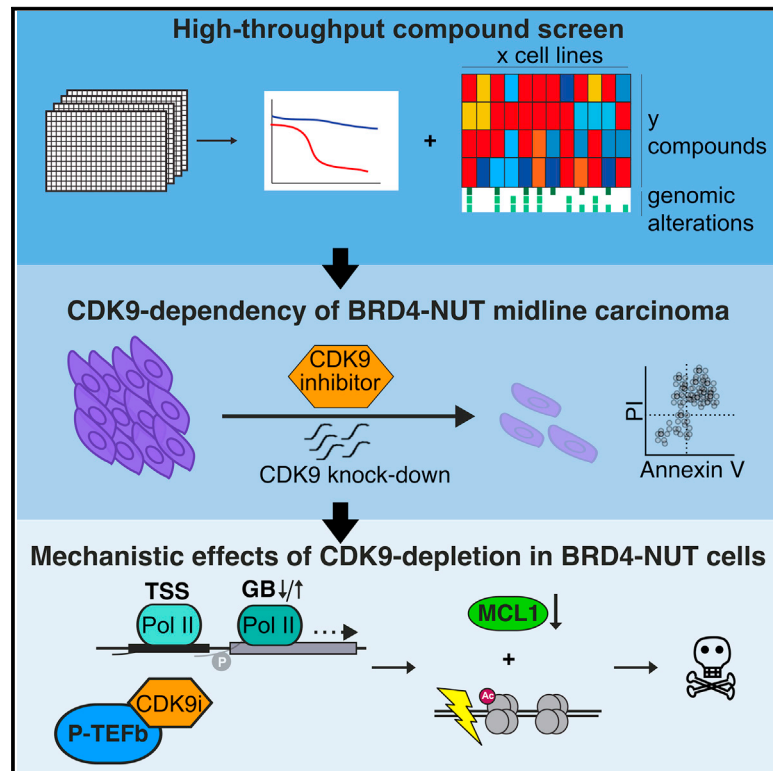 High-throughput compound screen
x cell lines
+
y
compounds
genomic
alterations
CDK9-dependency of BRD4-NUT midline carcinoma
CDK9
inhibitor
CDK9 knock-down
PI
Annexin V
Mechanistic effects of CDK9-depletion in BRD4-NUT cells
TSS
GB↓/↑
Pol II
Pol II
P
CDK9i
P-TEFb
MCL1 ↓
+
Ac